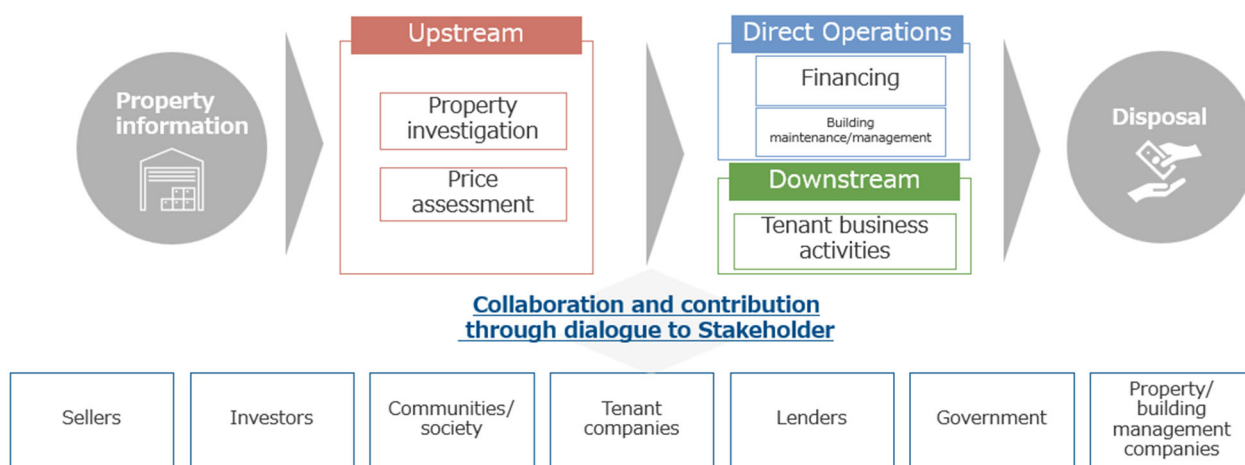 Property
information
Upstream
Property
investigation
Price
assessment
Direct Operations
Financing
Building
maintenance/management
Downstream
Tenant business
activities
Disposal
Collaboration and contribution
through dialogue to Stakeholder
Sellers
Investors
Communities/
society
Tenant
companies
Lenders
Government
Property/
building
management
companies